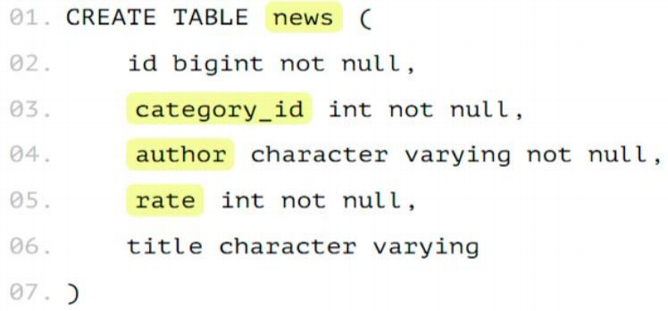 01. CREATE TABLE news (
02. id bigint not null,
03. category_id int not null,
04. author character varying not null,
05. rate int not null,
06. title character varying
07. )